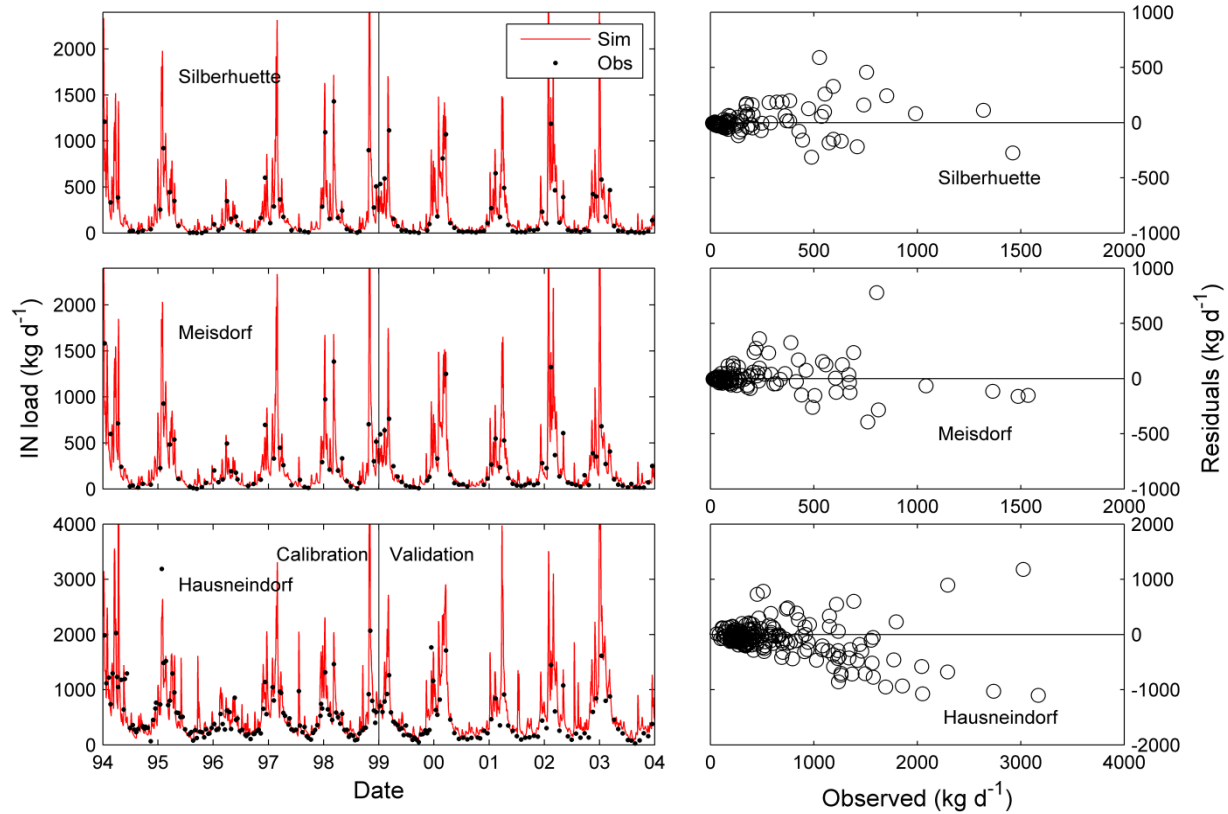 2000
1500
1000
500
0
Silberhuette
Sim
Obs
1000
500
0
-500
-1000
0 500 1000 1500 2000
Silberhuette
IN load (kg d-1)
2000
1500
1000
500
0
Meisdorf
1000
500
0
-500
-1000
0 500 1000 1500 2000
Meisdorf
Residuals (kg d-1)
4000
3000
2000
1000
0
Calibration Validation
Hausneindorf
94 95 96 97 98 99 00 01 02 03 04
Date
2000
1000
0
-1000
-2000
0 1000 2000 3000 4000
Hausneindorf
Observed (kg d-1)